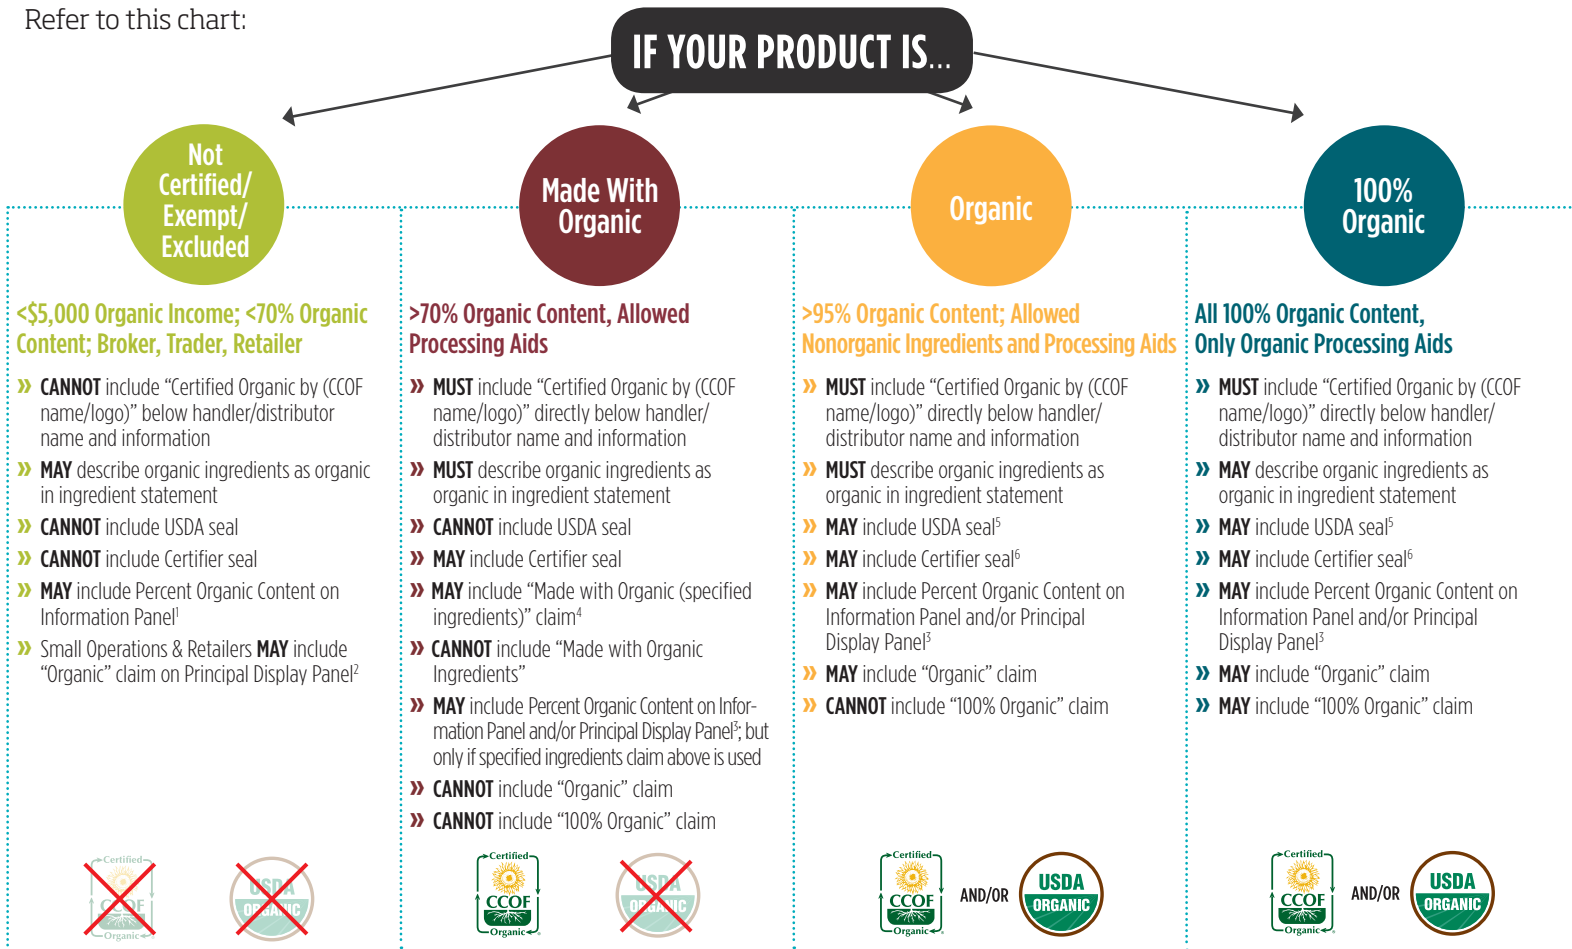 Refer to this chart:
IF YOUR PRODUCT IS...
Not
Certified/
Exempt/
Excluded
<$5,000 Organic Income; <70% Organic
Content; Broker, Trader, Retailer
» CANNOT include “Certified Organic by (CCOF
name/logo)” below handler/distributor
name and information
» MAY describe organic ingredients as organic
in ingredient statement
» CANNOT include USDA seal
» CANNOT include Certifier seal
» MAY include Percent Organic Content on
Information Panel¹
» Small Operations & Retailers MAY include
“Organic” claim on Principal Display Panel²
Certified
CCOF
Organic
USDA
ORGANIC
Made With
Organic
>70% Organic Content, Allowed
Processing Aids
» MUST include “Certified Organic by (CCOF
name/logo)” directly below handler/
distributor name and information
» MUST describe organic ingredients as
organic in ingredient statement
» CANNOT include USDA seal
» MAY include Certifier seal
» MAY include “Made with Organic (specified
ingredients)” claim⁴
» CANNOT include “Made with Organic
Ingredients”
» MAY include Percent Organic Content on Infor-
mation Panel and/or Principal Display Panel³; but
only if specified ingredients claim above is used
» CANNOT include “Organic” claim
» CANNOT include “100% Organic” claim
Certified
CCOF
Organic
USDA
ORGANIC
Organic
>95% Organic Content; Allowed
Nonorganic Ingredients and Processing Aids
» MUST include “Certified Organic by (CCOF
name/logo)” directly below handler/
distributor name and information
» MUST describe organic ingredients as
organic in ingredient statement
» MAY include USDA seal⁵
» MAY include Certifier seal⁶
» MAY include Percent Organic Content on
Information Panel and/or Principal
Display Panel³
» MAY include “Organic” claim
» CANNOT include “100% Organic” claim
Certified
CCOF
Organic
AND/OR
USDA
ORGANIC
100%
Organic
All 100% Organic Content,
Only Organic Processing Aids
» MUST include “Certified Organic by (CCOF
name/logo)” directly below handler/
distributor name and information
» MAY describe organic ingredients as
organic in ingredient statement
» MAY include USDA seal⁵
» MAY include Certifier seal⁶
» MAY include Percent Organic Content on
Information Panel and/or Principal
Display Panel³
» MAY include “Organic” claim
» MAY include “100% Organic” claim
Certified
CCOF
Organic
AND/OR
USDA
ORGANIC